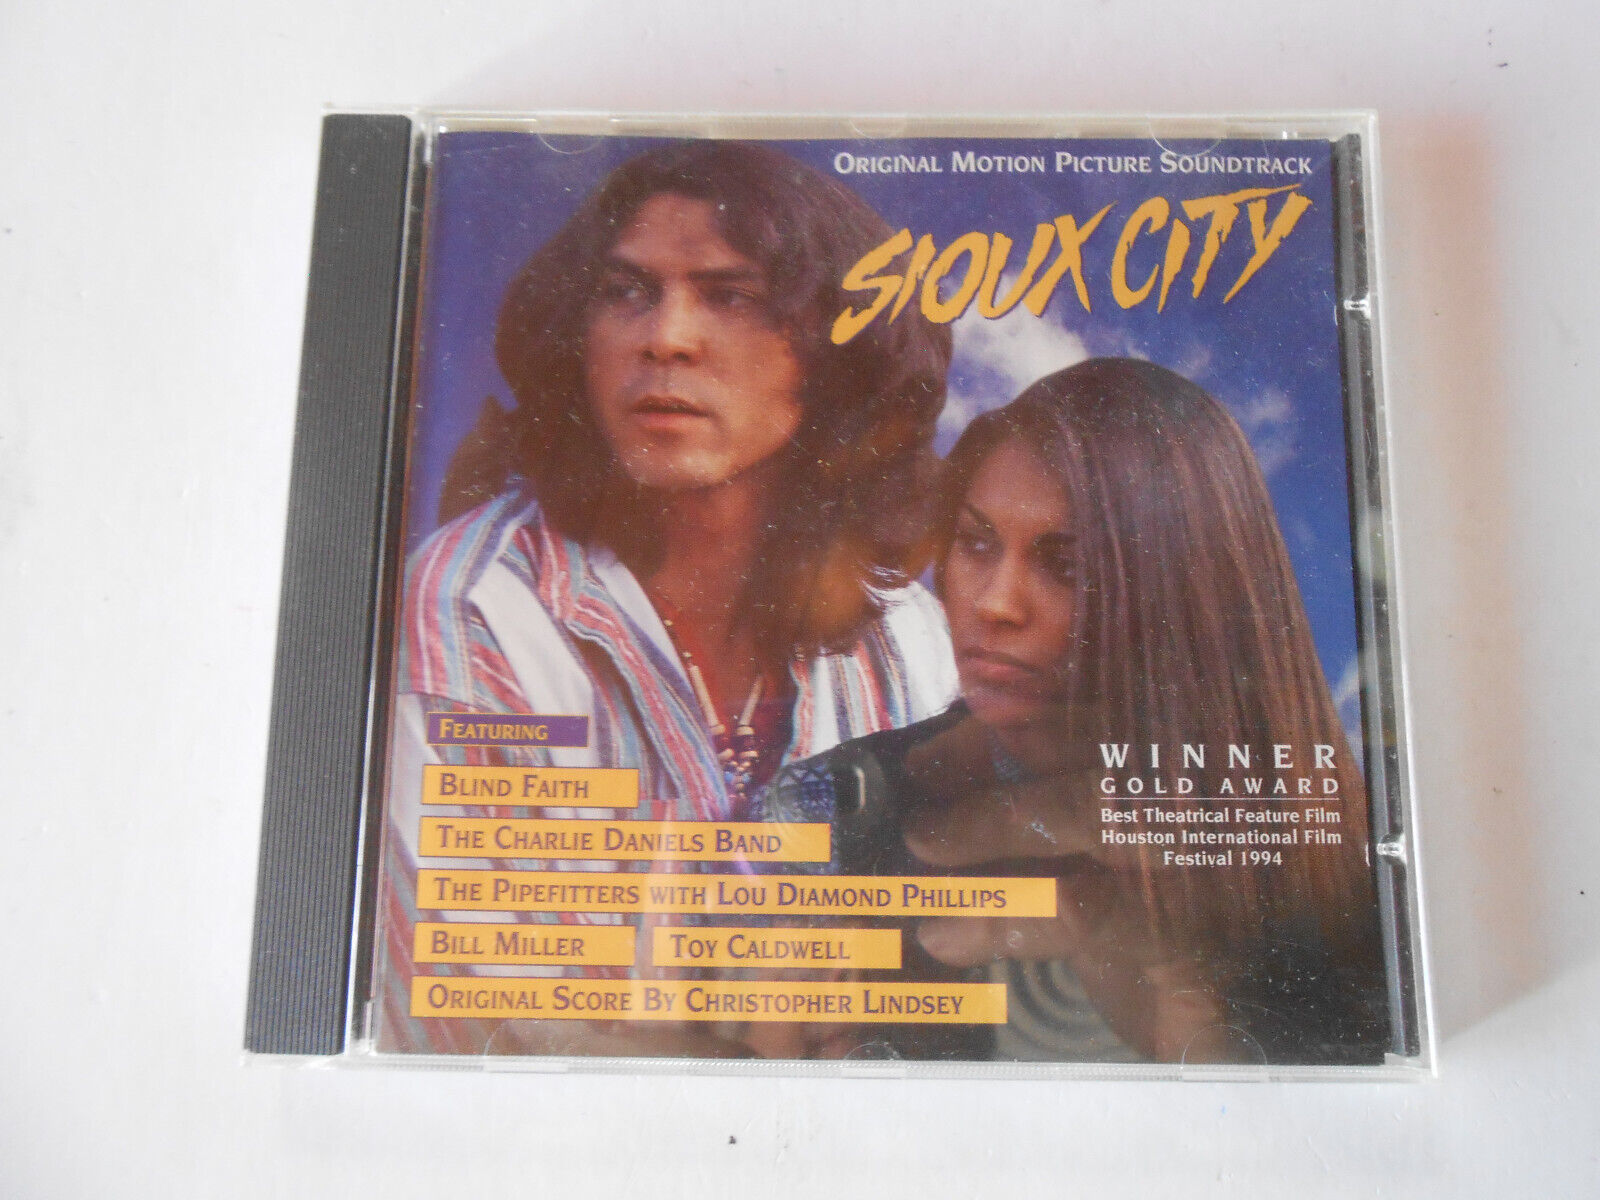 ORIGINAL MOTION PICTURE SOUNDTRACK
SIOUX CITY
FEATURING
BLIND FAITH
THE CHARLIE DANIELS BAND
THE PIPEFITTERS WITH LOU DIAMOND PHILLIPS
BILL MILLER
TOY CALDWELL
ORIGINAL SCORE BY CHRISTOPHER LINDSEY
WINNER
GOLD AWARD
Best Theatrical Feature Film
Houston International Film
Festival 1994